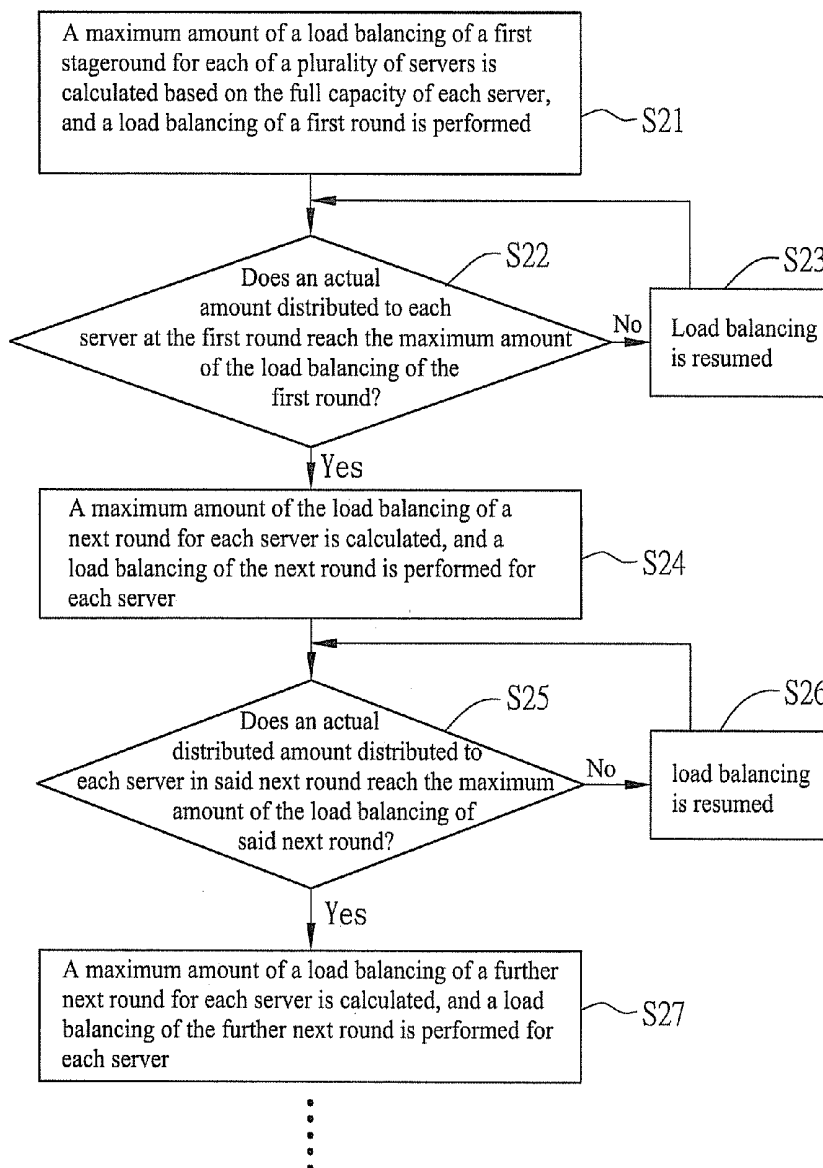 A maximum amount of a load balancing of a first
stageround for each of a plurality of servers is
calculated based on the full capacity of each server,
and a load balancing of a first round is performed
S21
S22
Does an actual
amount distributed to each
server at the first round reach the maximum amount
of the load balancing of the
first round?
No
S23
Load balancing
is resumed
Yes
A maximum amount of the load balancing of a
next round for each server is calculated, and a
load balancing of the next round is performed for
each server
S24
S25
Does an actual
distributed amount distributed to
each server in said next round reach the maximum
amount of the load balancing of
said next round?
No
S26
load balancing
is resumed
Yes
A maximum amount of a load balancing of a further
next round for each server is calculated, and a load
balancing of the further next round is performed for
each server
S27